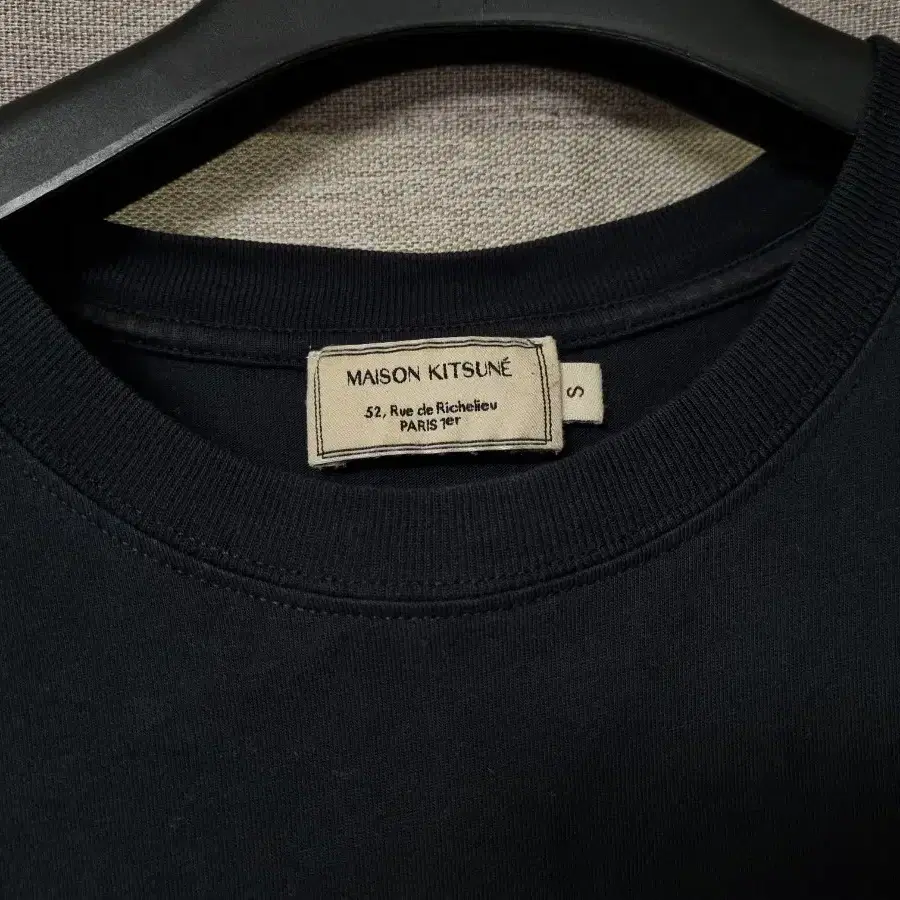 MAISON KITSUNÉ
52, Rue de Richelieu
PARIS 1er
S